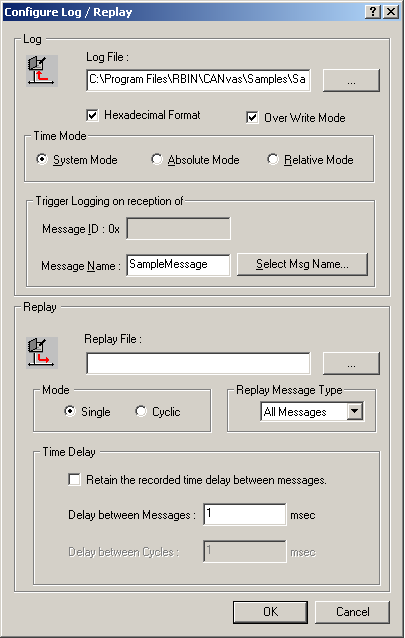 Configure Log / Replay
Log
Log File :
C:\Program Files\RBIN\CANvas\Samples\Sa
...
Hexadecimal Format
Over Write Mode
Time Mode
System Mode
Absolute Mode
Relative Mode
Trigger Logging on reception of
Message ID : 0x
Message Name :
SampleMessage
Select Msg Name...
Replay
Replay File :
...
Mode
Single
Cyclic
Replay Message Type
All Messages
Time Delay
Retain the recorded time delay between messages.
Delay between Messages :
1
msec
Delay between Cycles :
1
msec
OK
Cancel